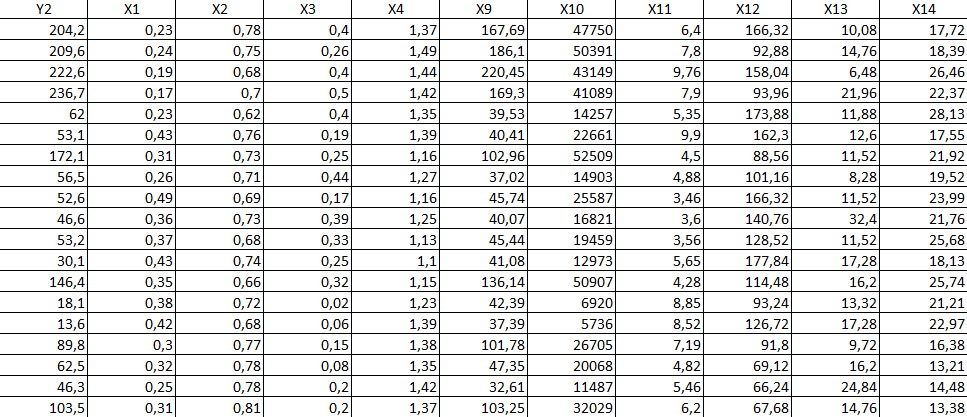 Y2 X1 X2 X3 X4 X9 X10 X11 X12 X13 X14
204,2 0,23 0,78 0,4 1,37 167,69 47750 6,4 166,32 10,08 17,72
209,6 0,24 0,75 0,26 1,49 186,1 50391 7,8 92,88 14,76 18,39
222,6 0,19 0,68 0,4 1,44 220,45 43149 9,76 158,04 6,48 26,46
236,7 0,17 0,7 0,5 1,42 169,3 41089 7,9 93,96 21,96 22,37
62 0,23 0,62 0,4 1,35 39,53 14257 5,35 173,88 11,88 28,13
53,1 0,43 0,76 0,19 1,39 40,41 22661 9,9 162,3 12,6 17,55
172,1 0,31 0,73 0,25 1,16 102,96 52509 4,5 88,56 11,52 21,92
56,5 0,26 0,71 0,44 1,27 37,02 14903 4,88 101,16 8,28 19,52
52,6 0,49 0,69 0,17 1,16 45,74 25587 3,46 166,32 11,52 23,99
46,6 0,36 0,73 0,39 1,25 40,07 16821 3,6 140,76 32,4 21,76
53,2 0,37 0,68 0,33 1,13 45,44 19459 3,56 128,52 11,52 25,68
30,1 0,43 0,74 0,25 1,1 41,08 12973 5,65 177,84 17,28 18,13
146,4 0,35 0,66 0,32 1,15 136,14 50907 4,28 114,48 16,2 25,74
18,1 0,38 0,72 0,02 1,23 42,39 6920 8,85 93,24 13,32 21,21
13,6 0,42 0,68 0,06 1,39 37,39 5736 8,52 126,72 17,28 22,97
89,8 0,3 0,77 0,15 1,38 101,78 26705 7,19 91,8 9,72 16,38
62,5 0,32 0,78 0,08 1,35 47,35 20068 4,82 69,12 16,2 13,21
46,3 0,25 0,78 0,2 1,42 32,61 11487 5,46 66,24 24,84 14,48
103,5 0,31 0,81 0,2 1,37 103,25 32029 6,2 67,68 14,76 13,38